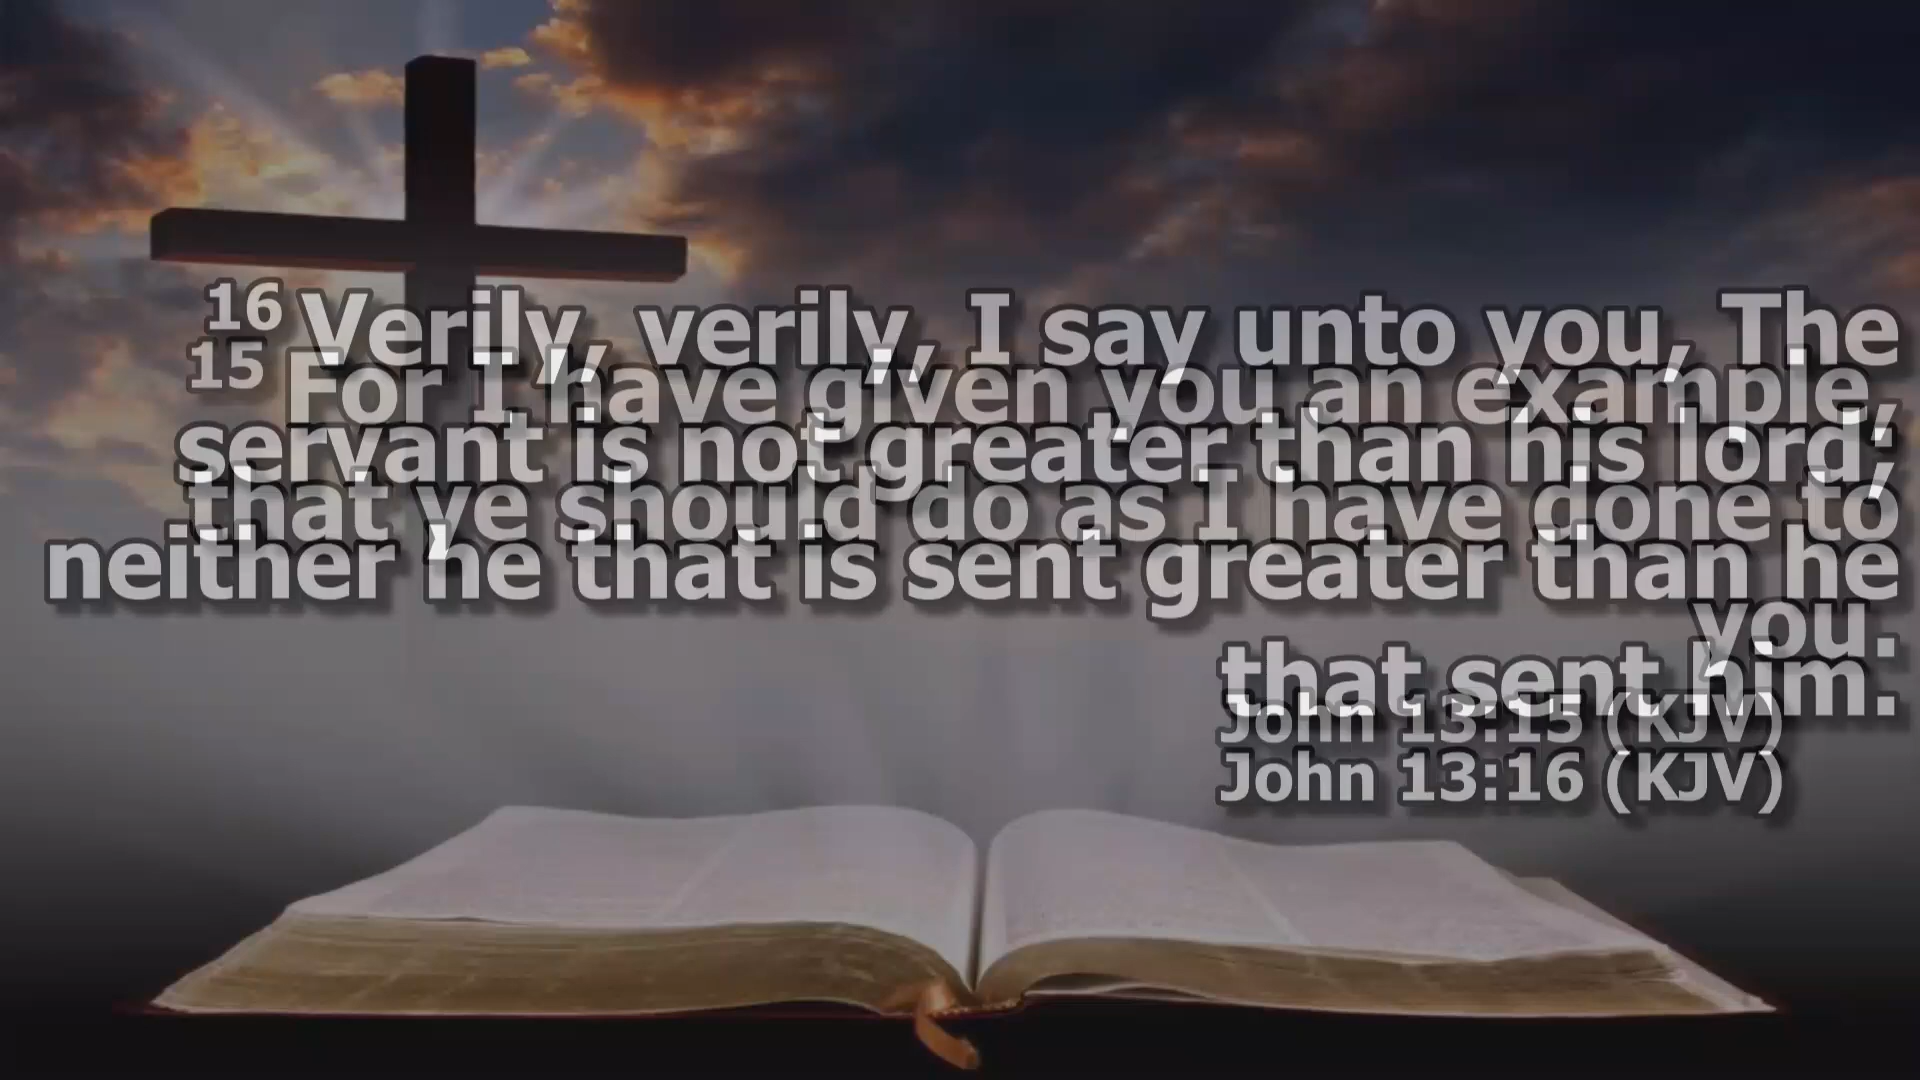 16 Verily, verily, I say unto you, The
servant is not greater than his lord;
neither he that is sent greater than he
that sent him.
John 13:16 (KJV)
15 For I have given you an example,
that ye should do as I have done to
you.
John 13:15 (KJV)